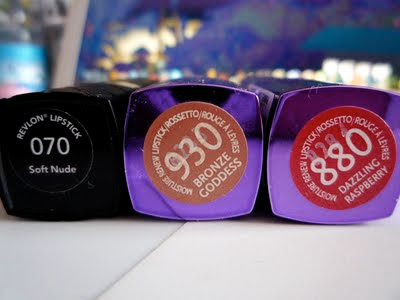 REVLON® LIPSTICK
070
Soft Nude
MOISTURE RENEW LIPSTICK/ROSSETTO/ROUGE À LÈVRES
930
BRONZE
GODDESS
MOISTURE RENEW LIPSTICK/ROSSETTO/ROUGE À LÈVRES
880
DAZZLING
RASPBERRY